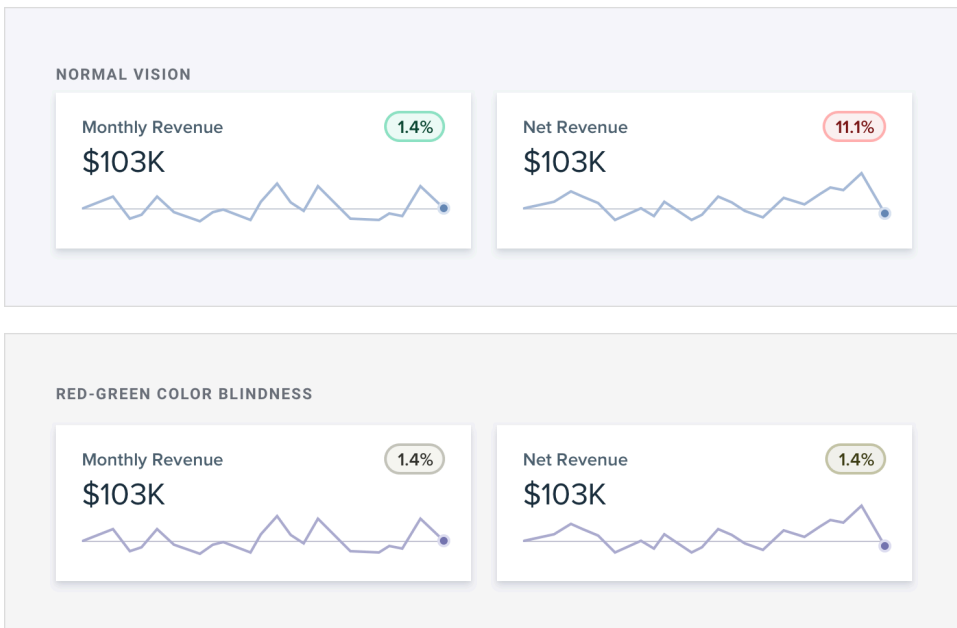 NORMAL VISION
Monthly Revenue 1.4%
$103K
Net Revenue 11.1%
$103K
RED-GREEN COLOR BLINDNESS
Monthly Revenue 1.4%
$103K
Net Revenue 1.4%
$103K